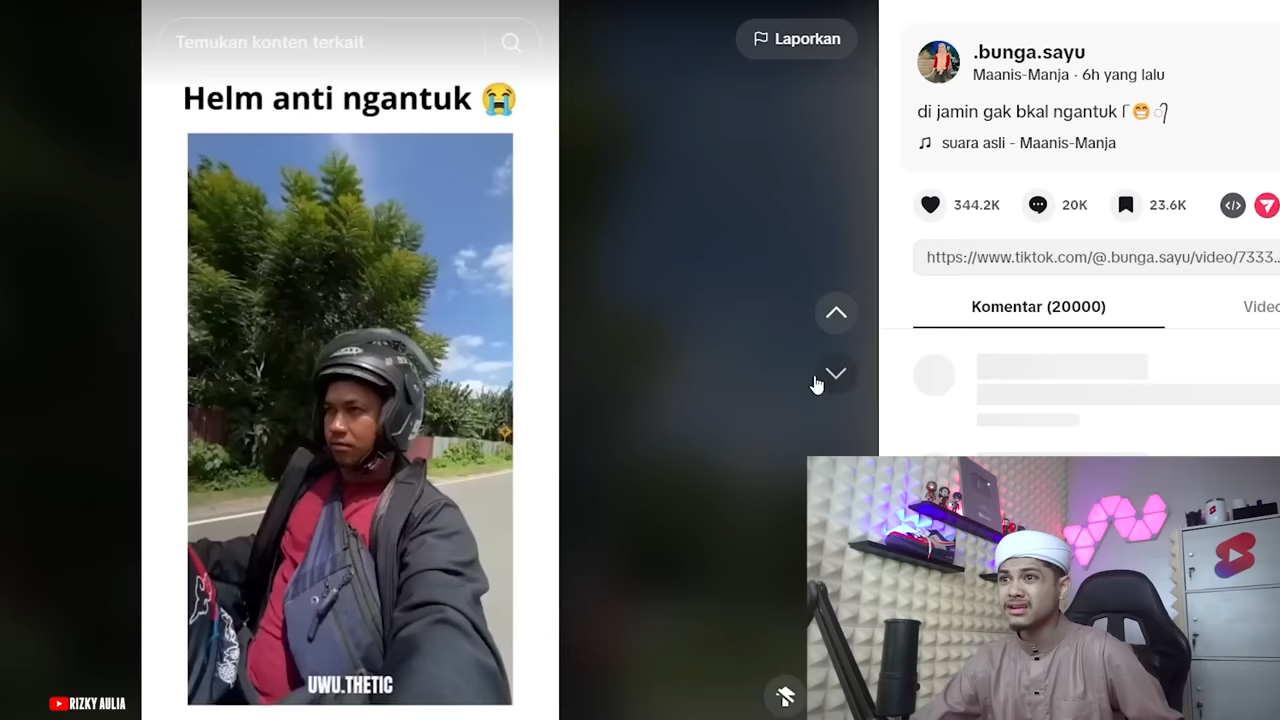 Temukan konten terkait
Helm anti ngantuk 😭
UWU.THETIC
RIZKY AULIA
Laporkan
.bunga.sayu
Maanis-Manja · 6h yang lalu
di jamin gak bkal ngantuk
suara asli - Maanis-Manja
344.2K
20K
23.6K
https://www.tiktok.com/@.bunga.sayu/video/7333...
Komentar (20000)
Video